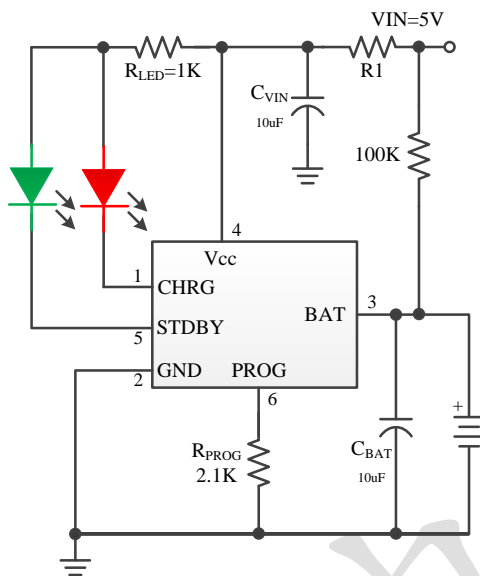 VIN=5V
RLED=1K
R1
CVIN
10uF
100K
4
Vcc
1
CHRG
3
BAT
STDBY
5
GND
2
PROG
6
RPROG
2.1K
CBAT
10uF
+